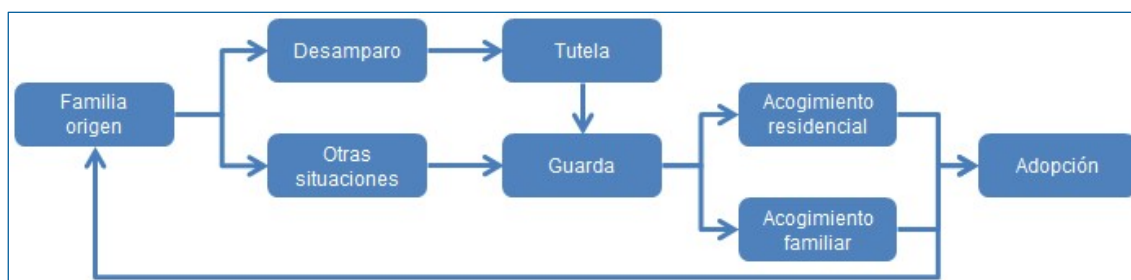 Familia
origen
Desamparo
Tutela
Otras
situaciones
Guarda
Acogimiento
residencial
Acogimiento
familiar
Adopción